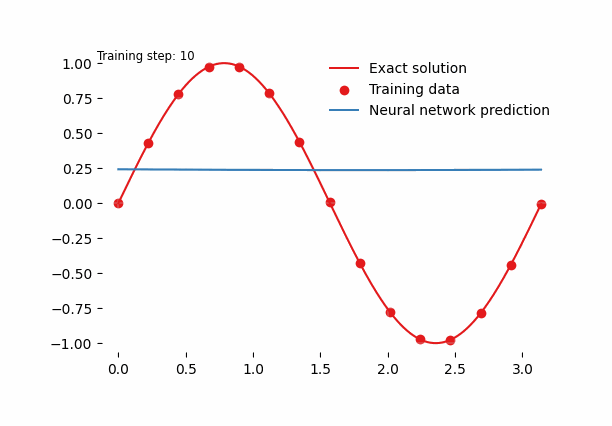 Training step: 10
Exact solution
Training data
Neural network prediction
1.00
0.75
0.50
0.25
0.00
−0.25
−0.50
−0.75
−1.00
0.0 0.5 1.0 1.5 2.0 2.5 3.0